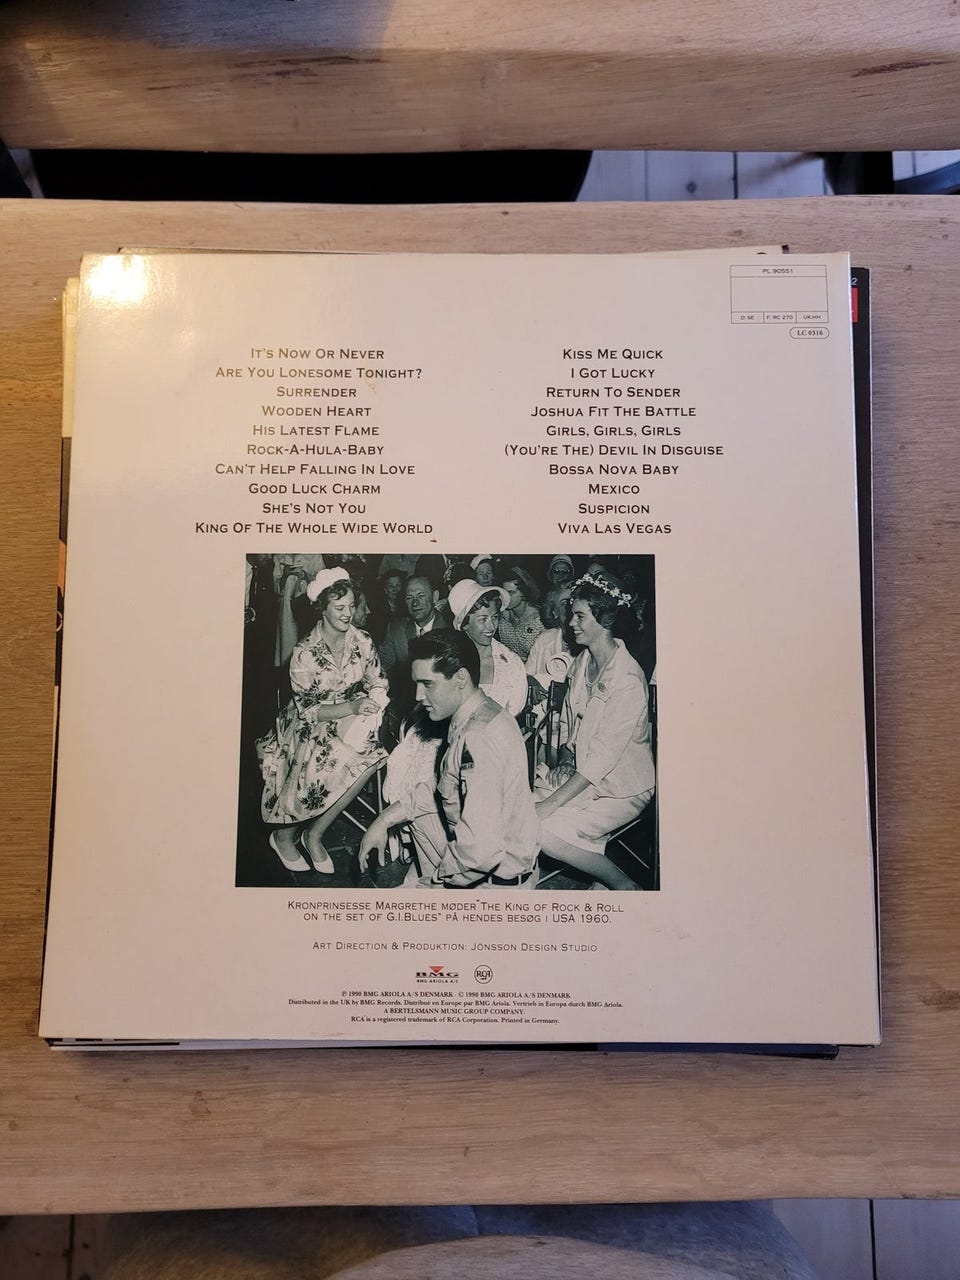 2
PL 90551
D: SE F: RC 270 UK:HH
LC 0316
IT'S NOW OR NEVER
ARE YOU LONESOME TONIGHT?
SURRENDER
WOODEN HEART
HIS LATEST FLAME
ROCK-A-HULA-BABY
CAN'T HELP FALLING IN LOVE
GOOD LUCK CHARM
SHE'S NOT YOU
KING OF THE WHOLE WIDE WORLD
KISS ME QUICK
I GOT LUCKY
RETURN TO SENDER
JOSHUA FIT THE BATTLE
GIRLS, GIRLS, GIRLS
(YOU'RE THE) DEVIL IN DISGUISE
BOSSA NOVA BABY
MEXICO
SUSPICION
VIVA LAS VEGAS
KRONPRINSESSE MARGRETHE MØDER "THE KING OF ROCK & ROLL
ON THE SET OF G.I.BLUES" PÅ HENDES BESØG I USA 1960.
ART DIRECTION & PRODUKTION: JÖNSSON DESIGN STUDIO
BMG
BMG ARIOLA A/S
RCA
℗ 1990 BMG ARIOLA A/S DENMARK · © 1990 BMG ARIOLA A/S DENMARK
Distributed in the UK by BMG Records. Distribué en Europe par BMG Ariola. Vertrieb in Europa durch BMG Ariola.
A BERTELSMANN MUSIC GROUP COMPANY.
RCA is a registered trademark of RCA Corporation. Printed in Germany.